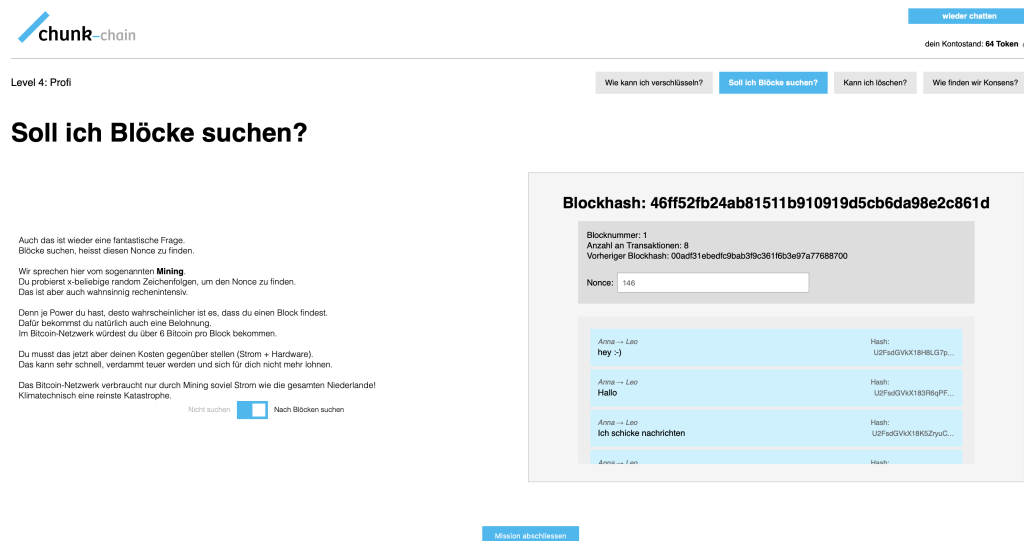 chunk-chain
wieder chatten
dein Kontostand: 64 Token
Level 4: Profi
Wie kann ich verschlüsseln?
Soll ich Blöcke suchen?
Kann ich löschen?
Wie finden wir Konsens?
Soll ich Blöcke suchen?
Auch das ist wieder eine fantastische Frage.
Blöcke suchen, heisst diesen Nonce zu finden.
Wir sprechen hier vom sogenannten Mining.
Du probierst x-beliebige random Zeichenfolgen, um den Nonce zu finden.
Das ist aber auch wahnsinnig rechenintensiv.
Denn je Power du hast, desto wahrscheinlicher ist es, dass du einen Block findest.
Dafür bekommst du natürlich auch eine Belohnung.
Im Bitcoin-Netzwerk würdest du über 6 Bitcoin pro Block bekommen.
Du musst das jetzt aber deinen Kosten gegenüber stellen (Strom + Hardware).
Das kann sehr schnell, verdammt teuer werden und sich für dich nicht mehr lohnen.
Das Bitcoin-Netzwerk verbraucht nur durch Mining soviel Strom wie die gesamten Niederlande!
Klimatechnisch eine reinste Katastrophe.
Nicht suchen
Nach Blöcken suchen
Blockhash: 46ff52fb24ab81511b910919d5cb6da98e2c861d
Blocknummer: 1
Anzahl an Transaktionen: 8
Vorheriger Blockhash: 00adf31ebedfc9bab3f9c361f6b3e97a77688700
Nonce: 146
Anna → Leo
Hash:
hey :-)
U2FsdGVkX18H8LG7p...
Anna → Leo
Hash:
Hallo
U2FsdGVkX183R6qPF...
Anna → Leo
Hash:
Ich schicke nachrichten
U2FsdGVkX18K5ZryuC...
Anna → Leo
Hash:
Mission abschliessen